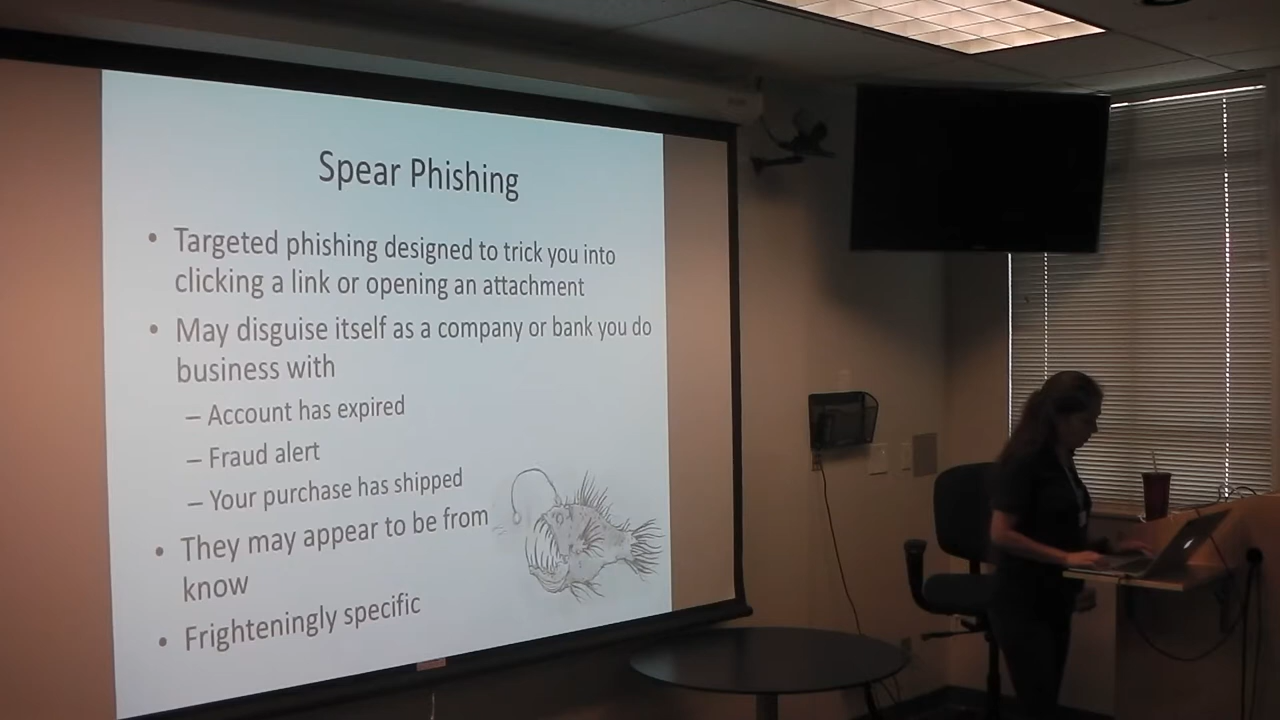 Spear Phishing
• Targeted phishing designed to trick you into
clicking a link or opening an attachment
• May disguise itself as a company or bank you do
business with
– Account has expired
– Fraud alert
– Your purchase has shipped
• They may appear to be from
know
• Frighteningly specific